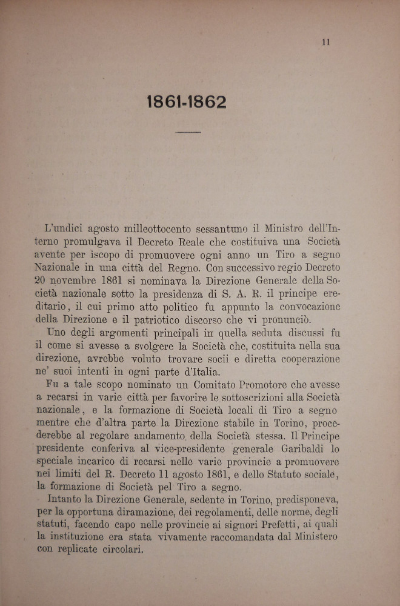 11
1861-1862
L'undici agosto milleottocento sessantuno il Ministro dell'In-
terno promulgava il Decreto Reale che costituiva una Società
avente per iscopo di promuovere ogni anno un Tiro a segno
Nazionale in una città del Regno. Con successivo regio Decreto
20 novembre 1861 si nominava la Direzione Generale della So-
cietà nazionale sotto la presidenza di S. A. R. il principe ere-
ditario, il cui primo atto politico fu appunto la convocazione
della Direzione e il patriotico discorso che vi pronunciò.
Uno degli argomenti principali in quella seduta discussi fu
il come si avesse a svolgere la Società che, costituita nella sua
direzione, avrebbe voluto trovare socii e diretta cooperazione
ne' suoi intenti in ogni parte d'Italia.
Fu a tale scopo nominato un Comitato Promotore che avesse
a recarsi in varie città per favorire le sottoscrizioni alla Società
nazionale, e la formazione di Società locali di Tiro a segno
mentre che d'altra parte la Direzione stabile in Torino, proce-
derebbe al regolare andamento della Società stessa. Il Principe
presidente conferiva al vice-presidente generale Garibaldi lo
speciale incarico di recarsi nelle varie provincie a promuovere
nei limiti del R. Decreto 11 agosto 1861, e dello Statuto sociale,
la formazione di Società pel Tiro a segno.
Intanto la Direzione Generale, sedente in Torino, predisponeva,
per la opportuna diramazione, dei regolamenti, delle norme, degli
statuti, facendo capo nelle provincie ai signori Prefetti, ai quali
la instituzione era stata vivamente raccomandata dal Ministero
con replicate circolari.